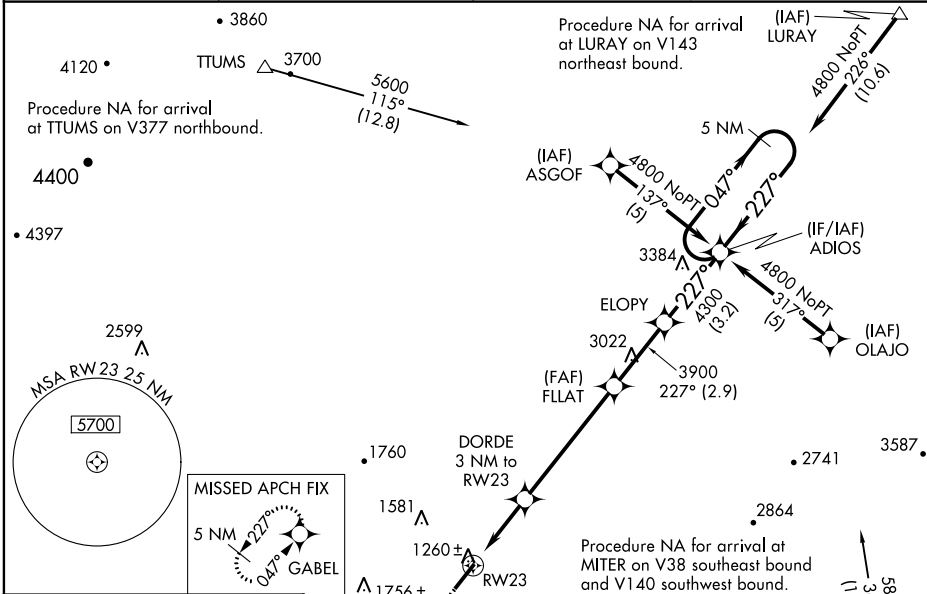 3860
TTUMS
3700
5600
115°
(12.8)
4120
Procedure NA for arrival
at TTUMS on V377 northbound.
4400
4397
Procedure NA for arrival
at LURAY on V143
northeast bound.
(IAF)
LURAY
4800 NoPT
226°
(10.6)
5 NM
047°
227°
(IAF)
ASGOF
4800 NoPT
137°
(5)
(IF/IAF)
ADIOS
3384
4800 NoPT
317°
(5)
(IAF)
OLAJO
227°
4300
(3.2)
ELOPY
3022
3900
227° (2.9)
(FAF)
FLLAT
2599
MSA RW23 25 NM
5700
DORDE
3 NM to
RW23
1760
1581
1260 ±
RW23
1756 ±
MISSED APCH FIX
5 NM
227°
047°
GABEL
2741
3587
2864
Procedure NA for arrival at
MITER on V38 southeast bound
and V140 southwest bound.
58
3
(1